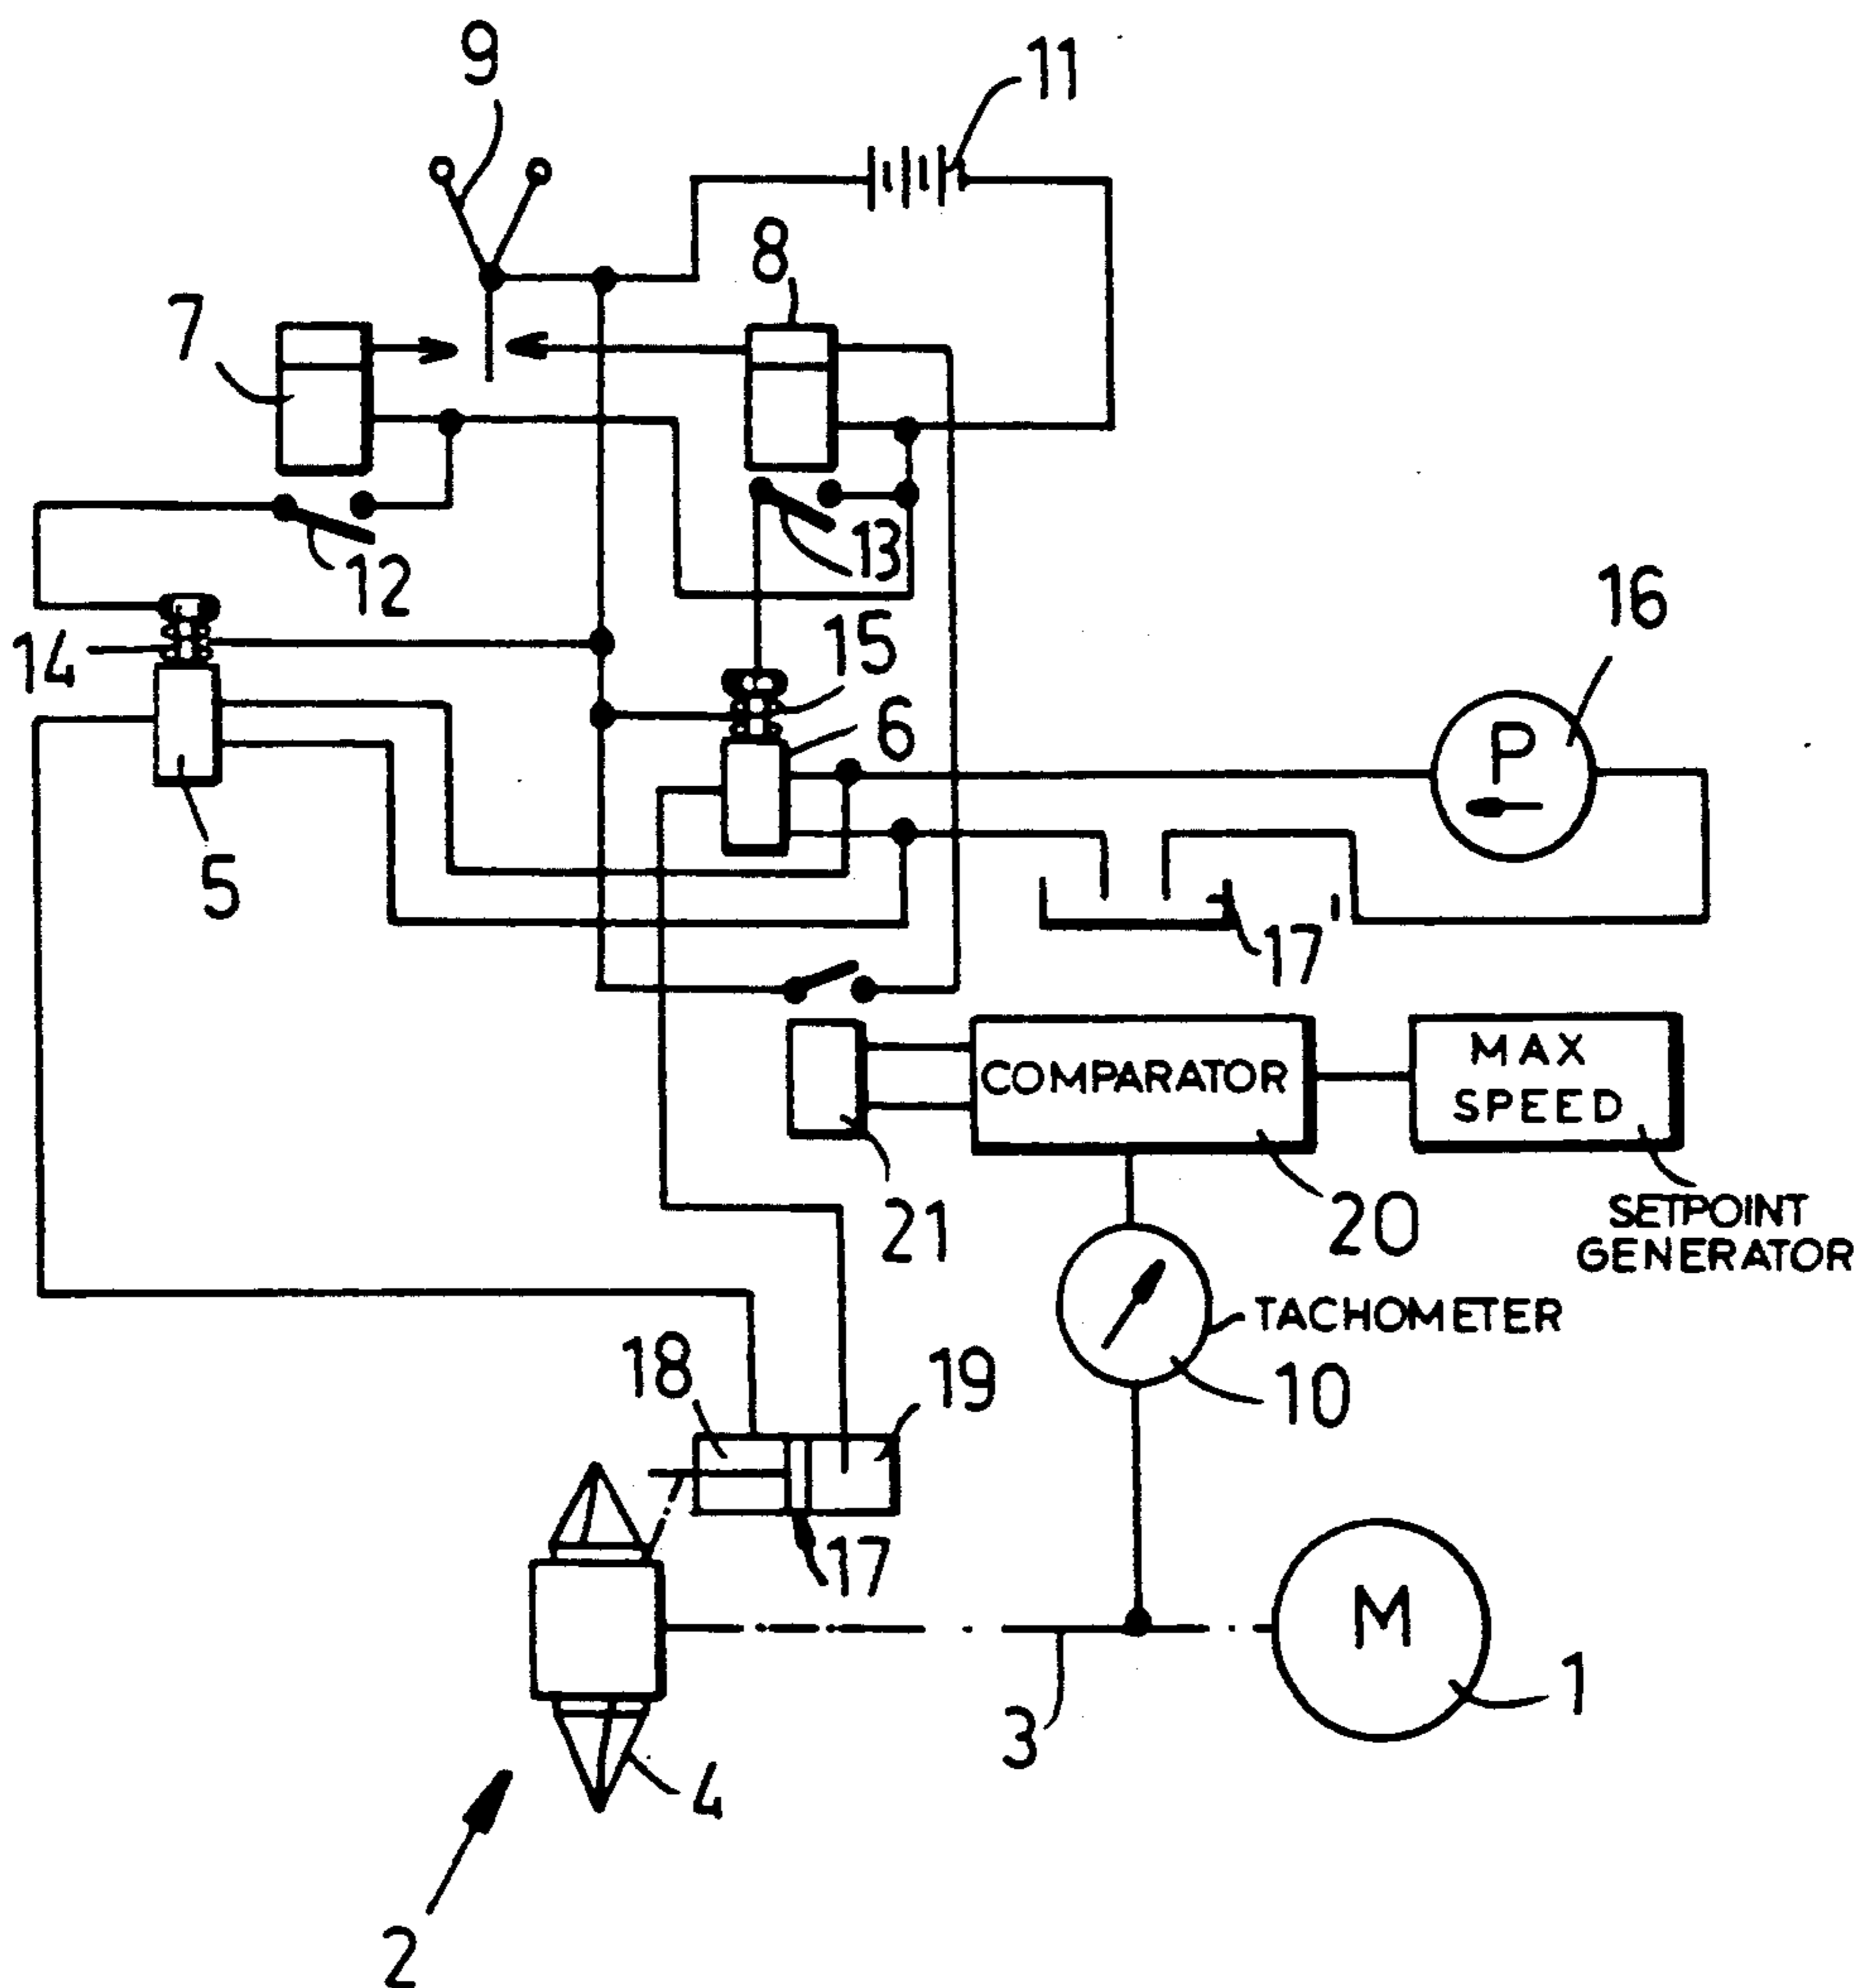 9
11
8
7
13
12
16
14
15
6
P
5
17'
COMPARATOR
MAX
SPEED
21
20
SETPOINT
GENERATOR
TACHOMETER
18
19
10
17
M
1
3
4
2